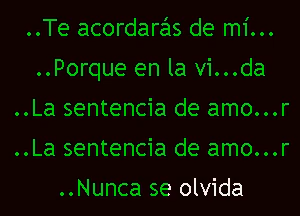 ..Te acordarás de mí...
..Porque en la vi...da
..La sentencia de amo...r
..La sentencia de amo...r
..Nunca se olvida